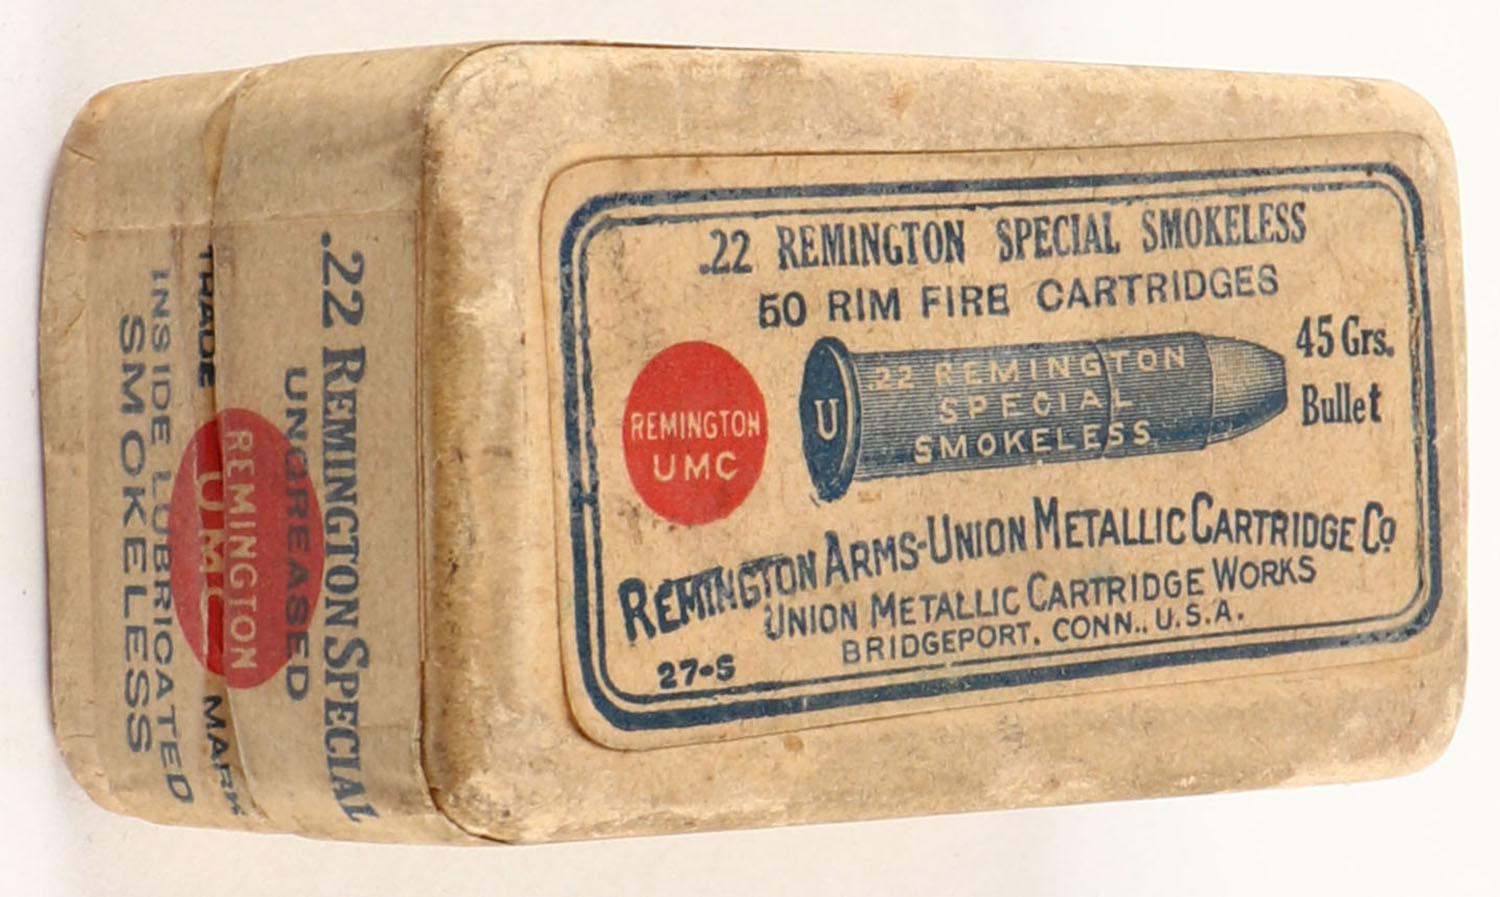 .22 REMINGTON SPECIAL SMOKELESS
50 RIM FIRE CARTRIDGES
REMINGTON
UMC
U
.22 REMINGTON
SPECIAL
SMOKELESS
45 Grs.
Bullet
REMINGTON ARMS-UNION METALLIC CARTRIDGE CO
UNION METALLIC CARTRIDGE WORKS
BRIDGEPORT, CONN., U.S.A.
27-S
.22 REMINGTON SPECIAL
UNGREASED
TRADE REMINGTON MARK
UMC
INSIDE LUBRICATED
SMOKELESS